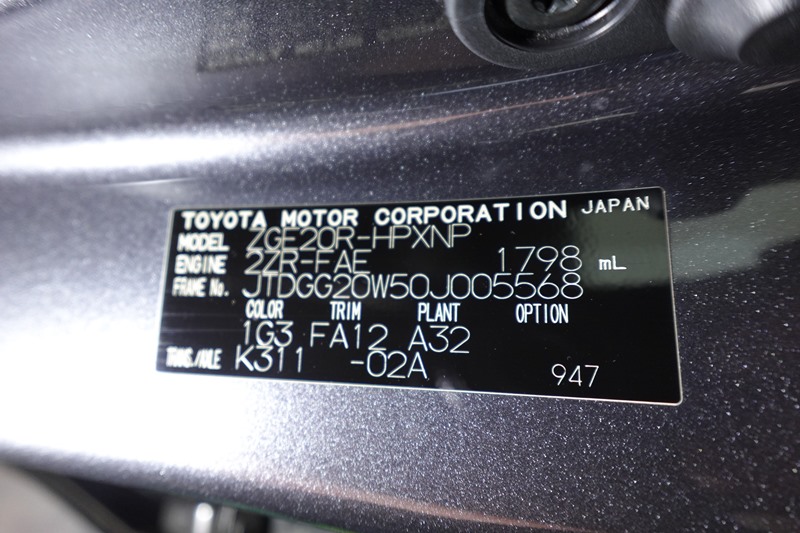 TOYOTA MOTOR CORPORATION JAPAN
MODEL ZGE20R-HPXNP
ENGINE 2ZR-FAE 1798 mL
FRAME No. JTDGG20W50J005568
COLOR TRIM PLANT OPTION
1G3 FA12 A32
TRANS./AXLE K311 -02A 947